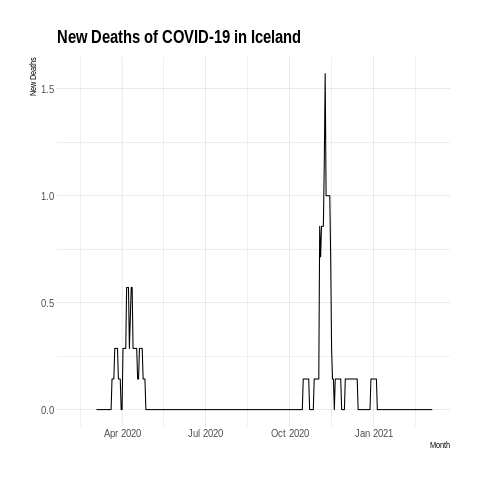 New Deaths of COVID-19 in Iceland
New Deaths
1.5
1.0
0.5
0.0
Apr 2020 Jul 2020 Oct 2020 Jan 2021
Month